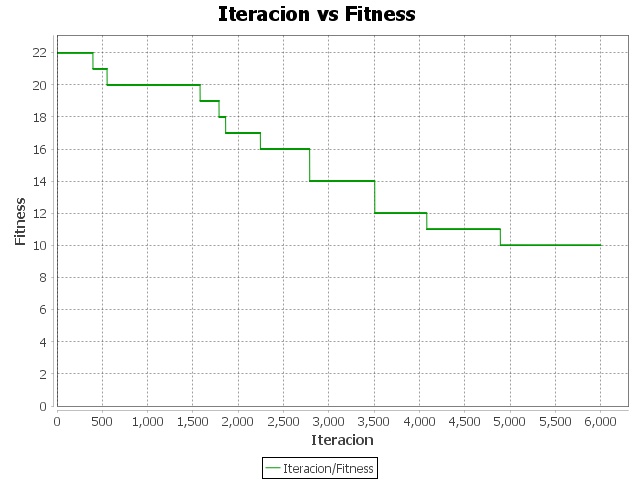 Iteracion vs Fitness
Fitness
22
20
18
16
14
12
10
8
6
4
2
0
0 500 1,000 1,500 2,000 2,500 3,000 3,500 4,000 4,500 5,000 5,500 6,000
Iteracion
Iteracion/Fitness